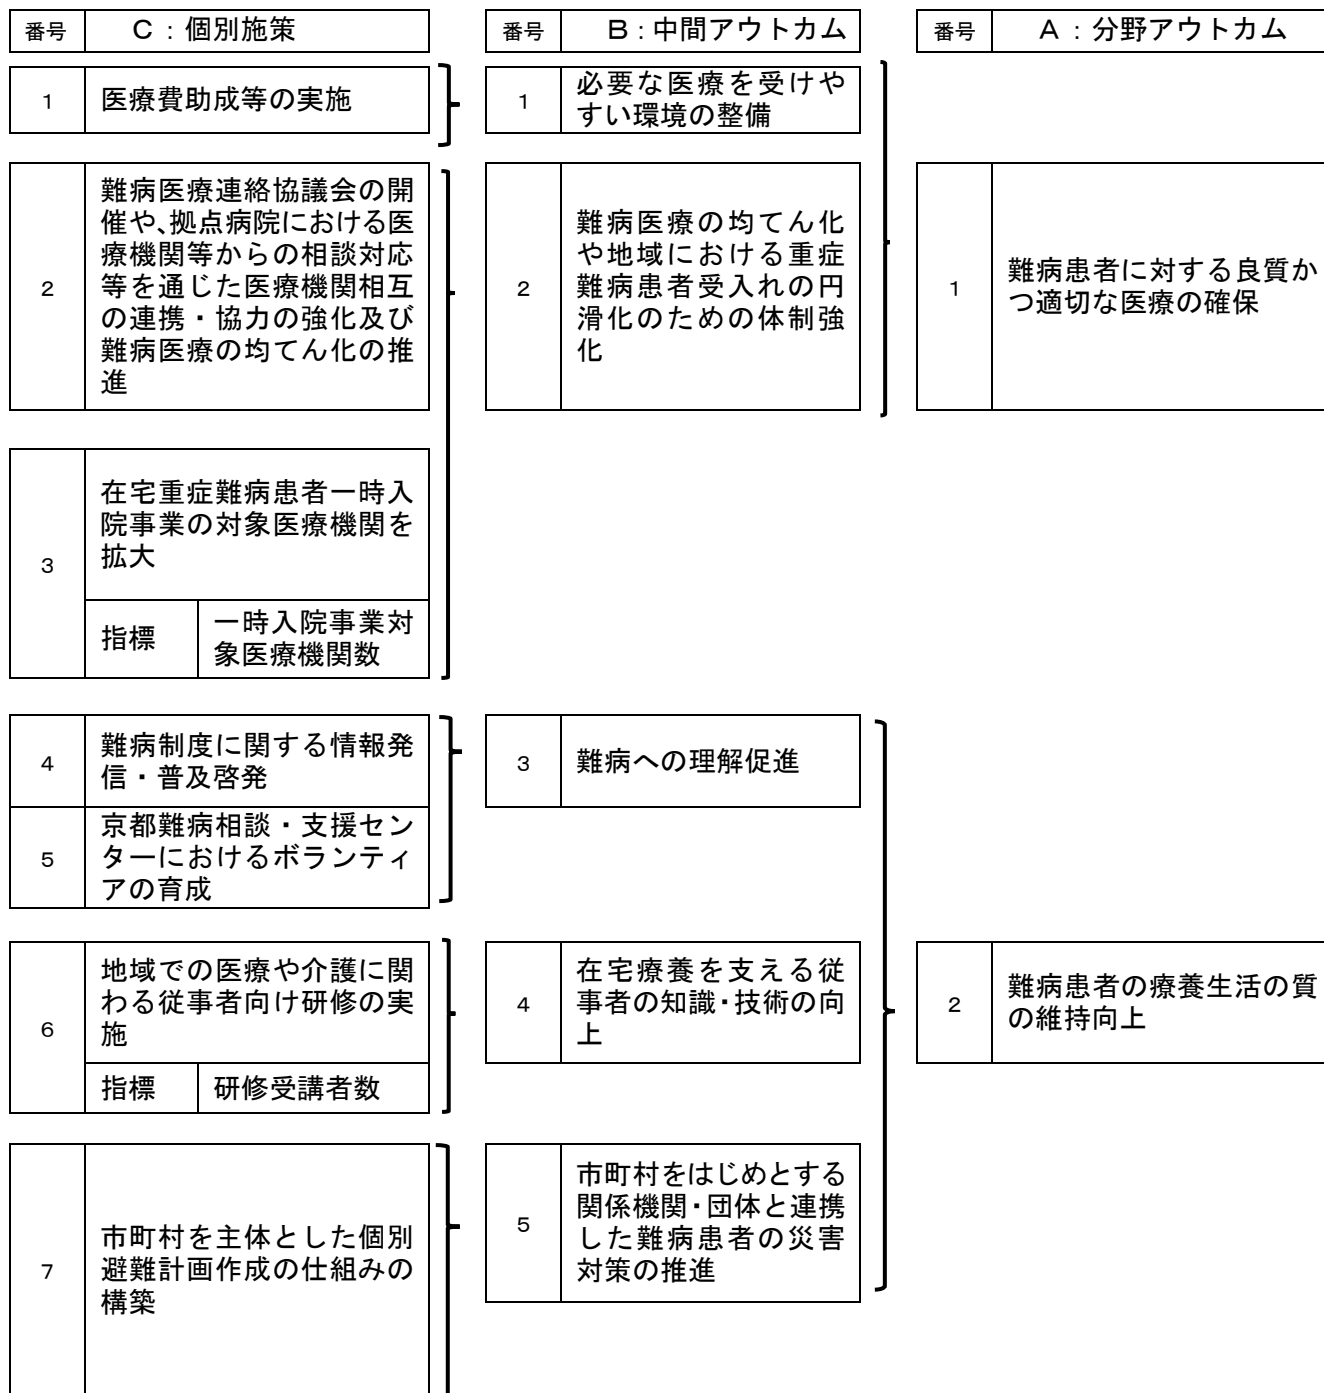 番号 C：個別施策
番号 B：中間アウトカム
番号 A：分野アウトカム
1
医療費助成等の実施
1
必要な医療を受けや
すい環境の整備
2
難病医療連絡協議会の開
催や、拠点病院における医
療機関等からの相談対応
等を通じた医療機関相互
の連携・協力の強化及び
難病医療の均てん化の推
進
2
難病医療の均てん化
や地域における重症
難病患者受入れの円
滑化のための体制強
化
1
難病患者に対する良質か
つ適切な医療の確保
3
在宅重症難病患者一時入
院事業の対象医療機関を
拡大
指標
一時入院事業対
象医療機関数
4
難病制度に関する情報発
信・普及啓発
3
難病への理解促進
5
京都難病相談・支援セン
ターにおけるボランティ
アの育成
6
地域での医療や介護に関
わる従事者向け研修の実
施
指標
研修受講者数
4
在宅療養を支える従
事者の知識・技術の向
上
2
難病患者の療養生活の質
の維持向上
7
市町村を主体とした個別
避難計画作成の仕組みの
構築
5
市町村をはじめとする
関係機関・団体と連携
した難病患者の災害
対策の推進